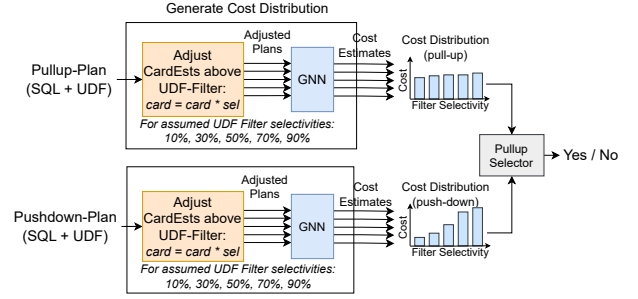 Generate Cost Distribution
Pullup-Plan
(SQL + UDF)
Adjust
CardEsts above
UDF-Filter:
card = card * sel
Adjusted
Plans
GNN
For assumed UDF Filter selectivities:
10%, 30%, 50%, 70%, 90%
Cost
Estimates
Cost Distribution
(pull-up)
Cost
Filter Selectivity
Pullup
Selector
Yes / No
Pushdown-Plan
(SQL + UDF)
Adjust
CardEsts above
UDF-Filter:
card = card * sel
Adjusted Plans
GNN
For assumed UDF Filter selectivities:
10%, 30%, 50%, 70%, 90%
Cost
Estimates
Cost Distribution
(push-down)
Cost
Filter Selectivity